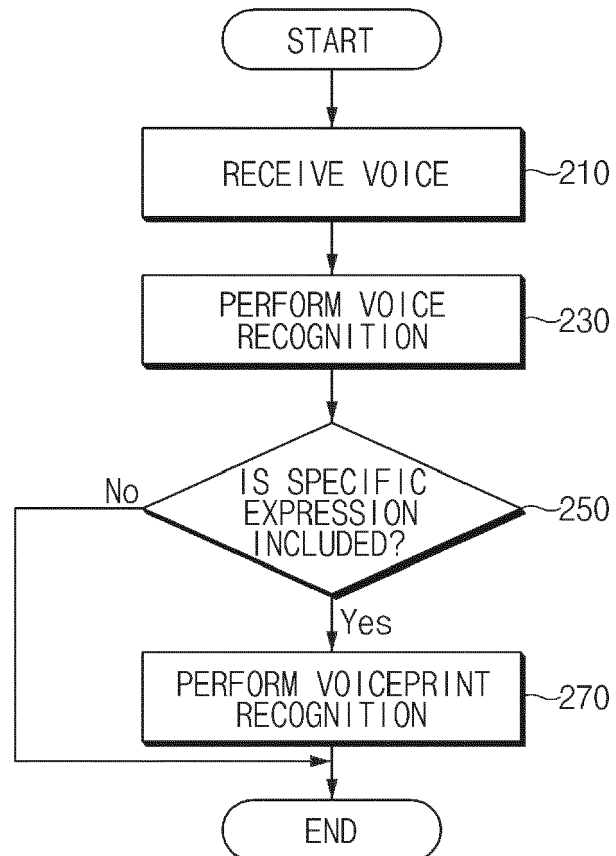 START
RECEIVE VOICE
210
PERFORM VOICE
RECOGNITION
230
IS SPECIFIC
EXPRESSION
INCLUDED?
No
250
Yes
PERFORM VOICEPRINT
RECOGNITION
270
END